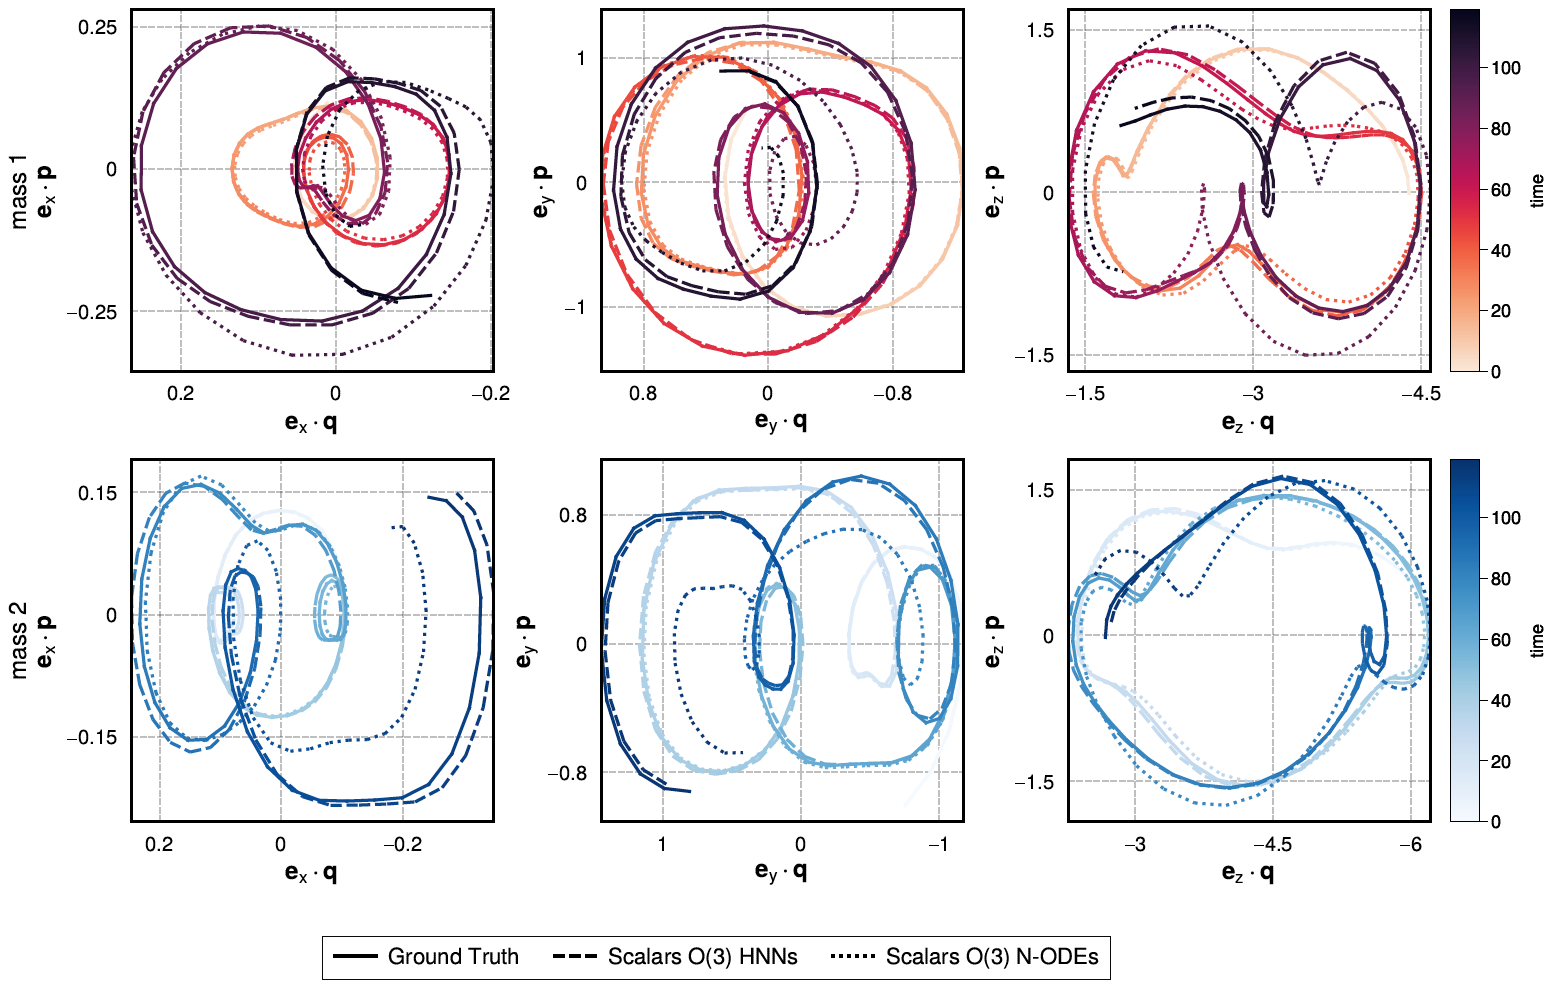 mass 1
e_x · p
0.25
0
−0.25
0.2
0
−0.2
e_x · q
e_y · p
1
0
−1
0.8
0
−0.8
e_y · q
e_z · p
1.5
0
−1.5
−1.5
−3
−4.5
e_z · q
100
80
60
40
20
0
time
mass 2
e_x · p
0.15
0
−0.15
0.2
0
−0.2
e_x · q
e_y · p
0.8
0
−0.8
1
0
−1
e_y · q
e_z · p
1.5
0
−1.5
−3
−4.5
−6
e_z · q
100
80
60
40
20
0
time
Ground Truth
Scalars O(3) HNNs
Scalars O(3) N-ODEs